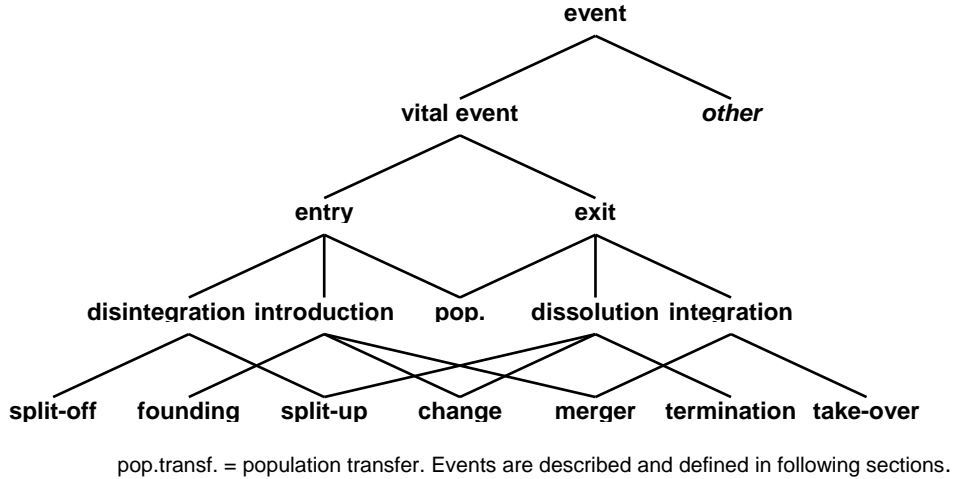 event
vital event other
entry exit
disintegration introduction pop. dissolution integration
split-off founding split-up change merger termination take-over
pop.transf. = population transfer. Events are described and defined in following sections.